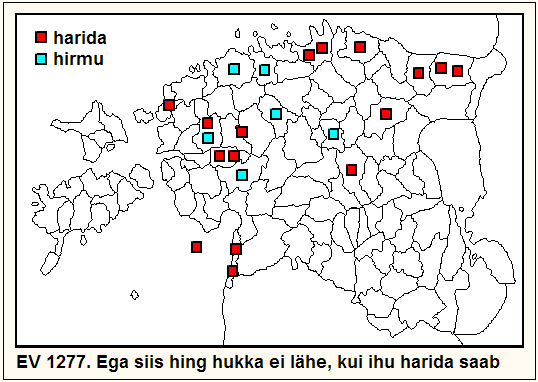 harida
hirmu
EV 1277. Ega siis hing hukka ei lähe, kui ihu harida saab